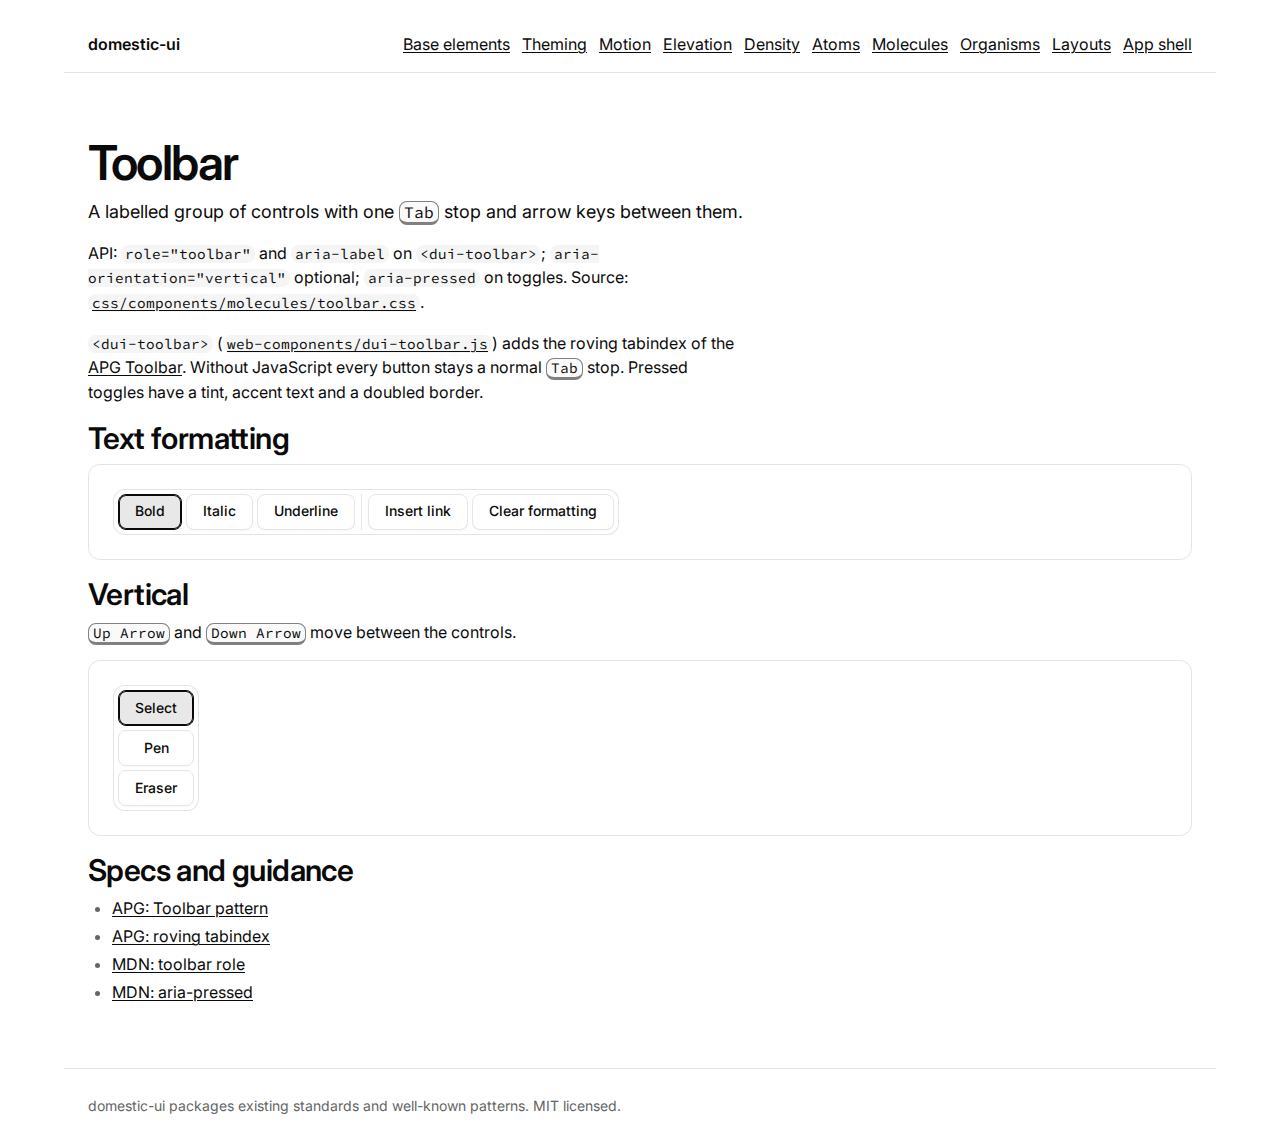 domestic-ui
Base elements Theming Motion Elevation Density Atoms Molecules Organisms Layouts App shell
Toolbar
A labelled group of controls with one Tab stop and arrow keys between them.
API: role="toolbar" and aria-label on <dui-toolbar>; aria-
orientation="vertical" optional; aria-pressed on toggles. Source:
css/components/molecules/toolbar.css.
<dui-toolbar> (web-components/dui-toolbar.js) adds the roving tabindex of the
APG Toolbar. Without JavaScript every button stays a normal Tab stop. Pressed
toggles have a tint, accent text and a doubled border.
Text formatting
Bold Italic Underline Insert link Clear formatting
Vertical
Up Arrow and Down Arrow move between the controls.
Select
Pen
Eraser
Specs and guidance
APG: Toolbar pattern
APG: roving tabindex
MDN: toolbar role
MDN: aria-pressed
domestic-ui packages existing standards and well-known patterns. MIT licensed.